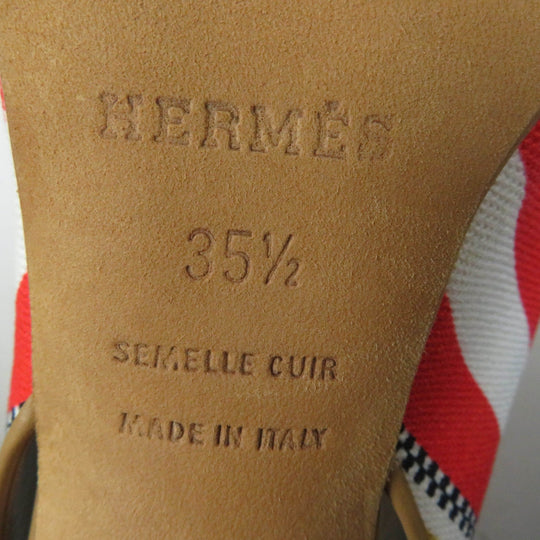 HERMÈS
35½
SEMELLE CUIR
MADE IN ITALY